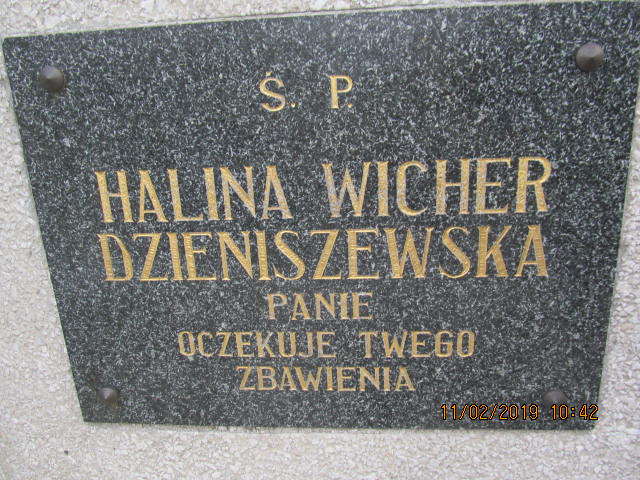 Ś. P.
HALINA WICHER
DZIENISZEWSKA
PANIE
OCZEKUJE TWEGO
ZBAWIENIA
11/02/2019 10:42